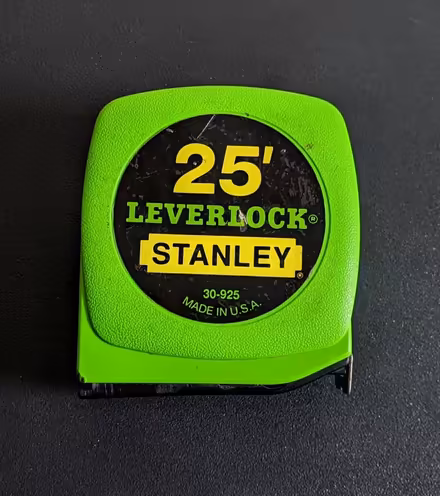 25'
LEVERLOCK®
STANLEY®
30-925
MADE IN U.S.A.